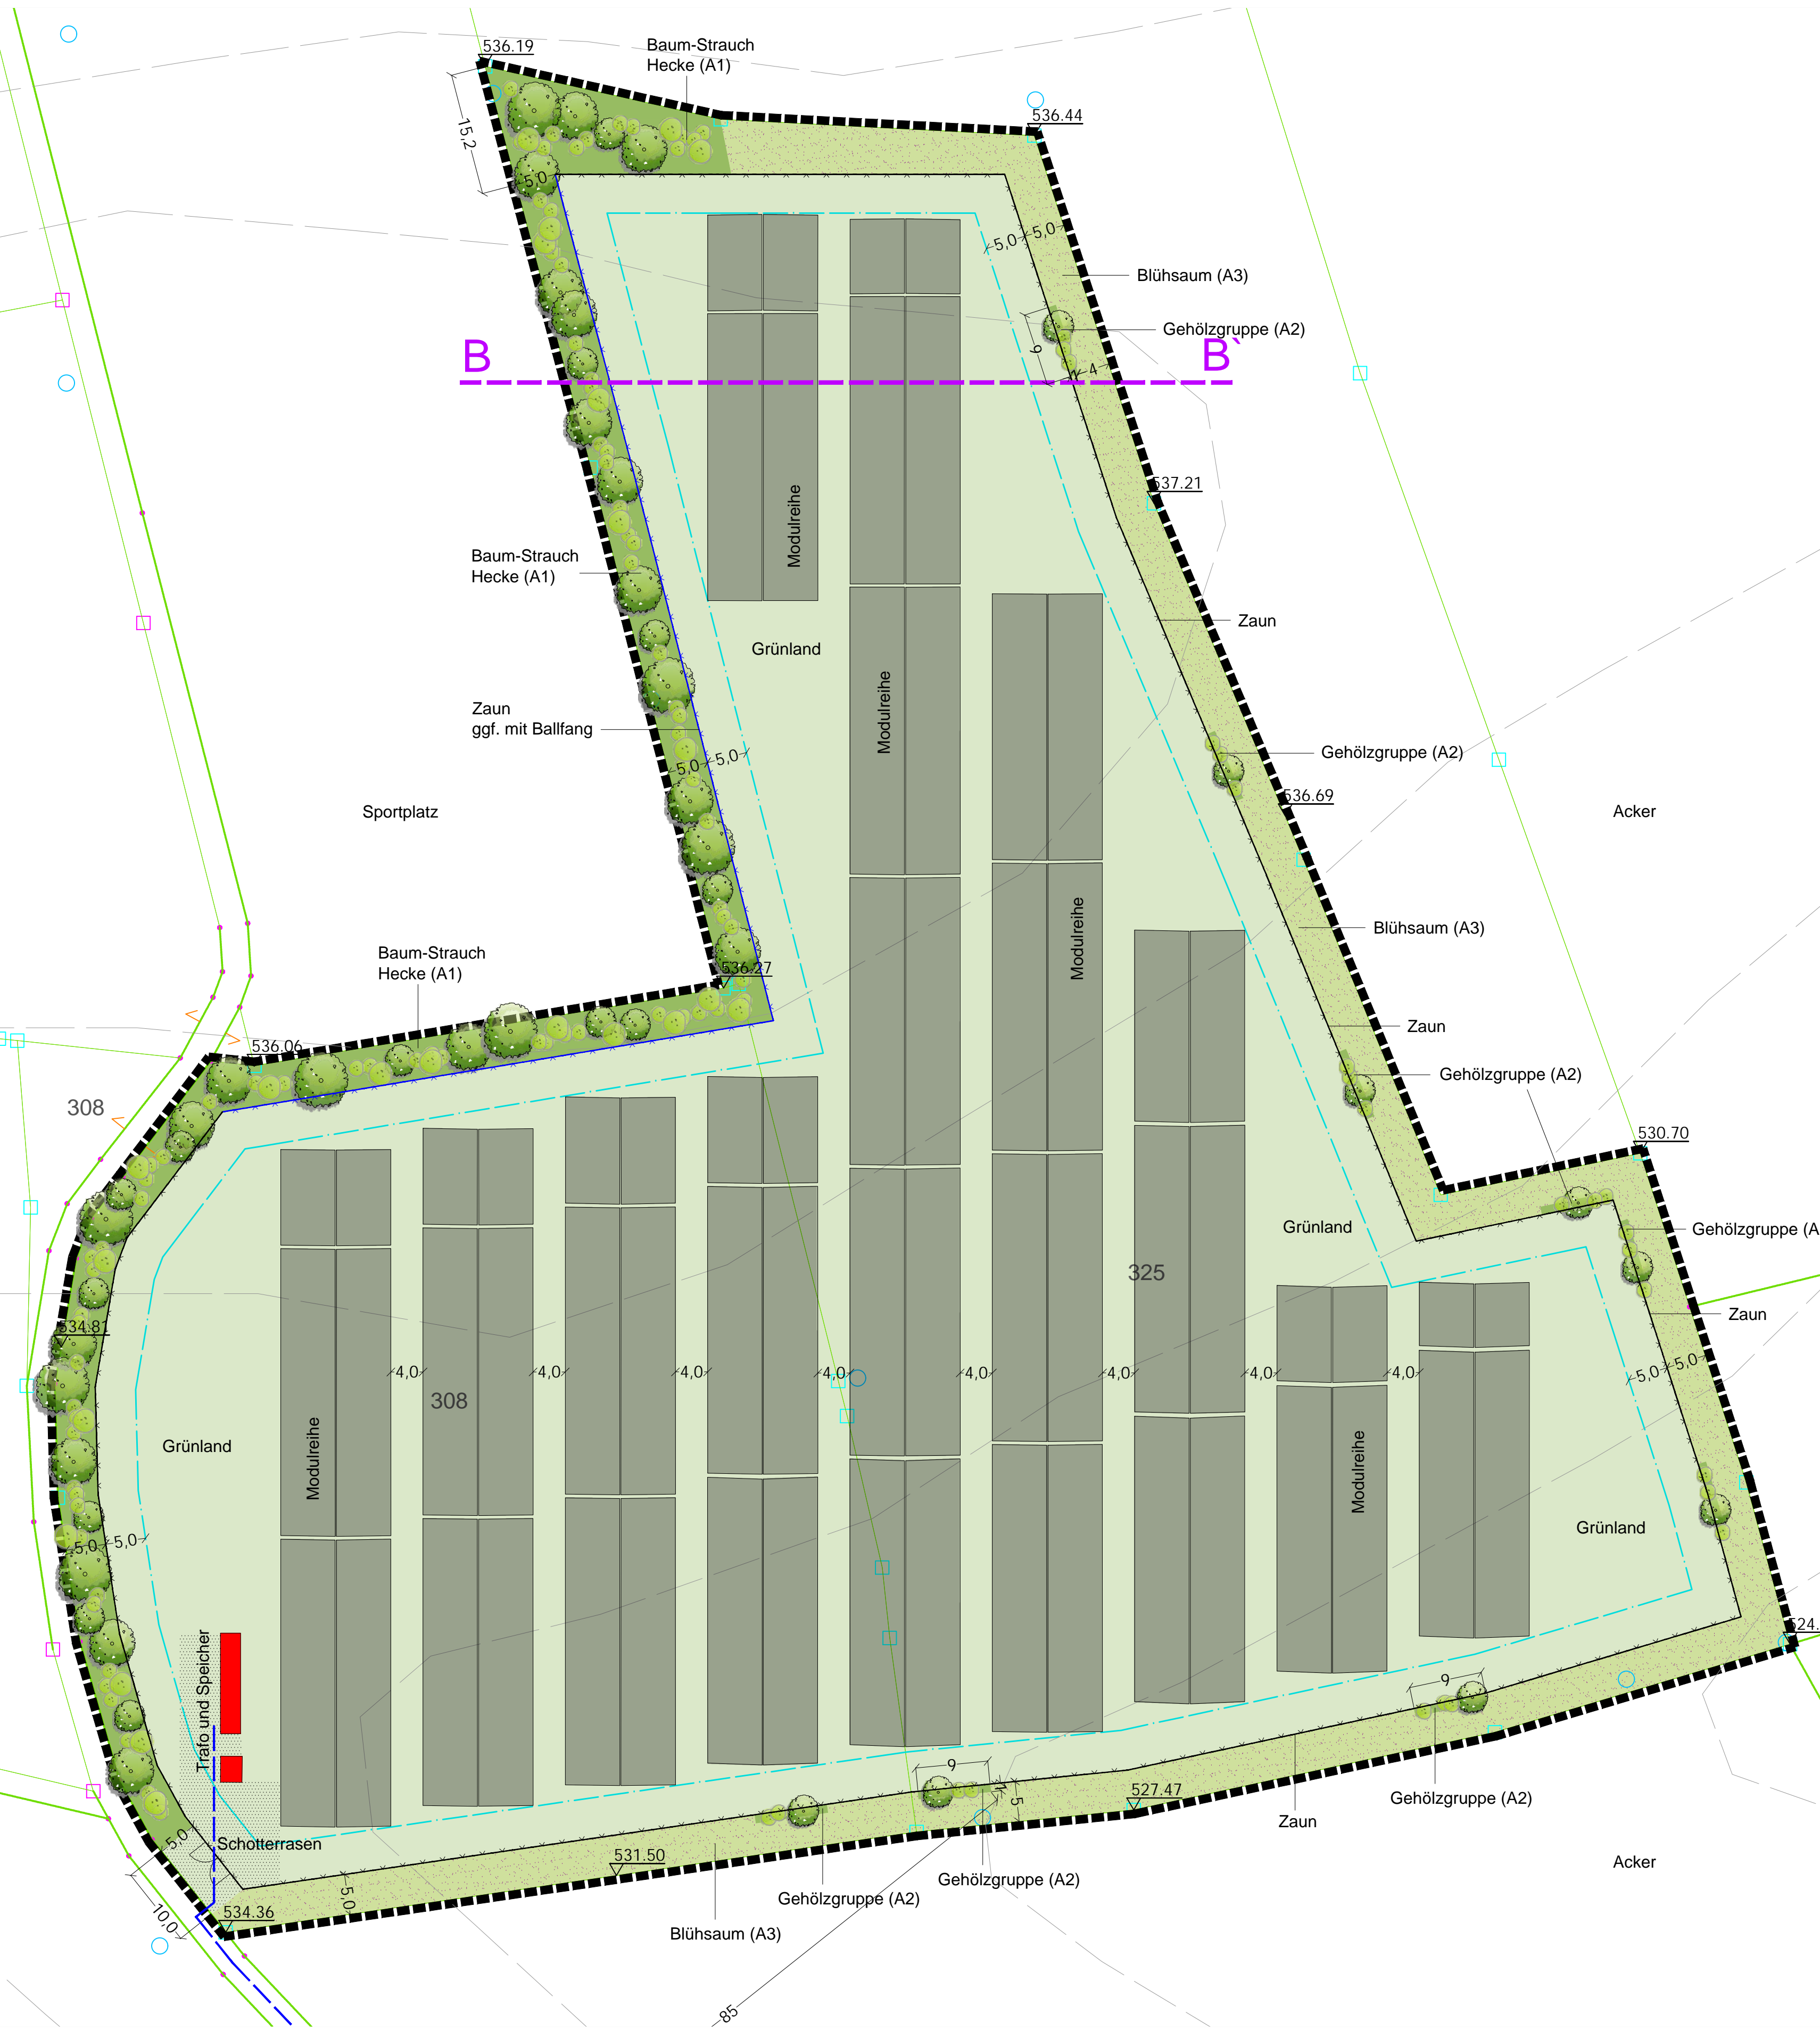 536.19
Baum-Strauch
Hecke (A1)
536.44
15,2
5,0
5,0
5,0
Blühsaum (A3)
Gehölzgruppe (A2)
9
4
B
B`
537.21
Modulreihe
Baum-Strauch
Hecke (A1)
Zaun
Grünland
Modulreihe
Zaun
ggf. mit Ballfang
5,0
5,0
Gehölzgruppe (A2)
536.69
Sportplatz
Acker
Modulreihe
Blühsaum (A3)
Baum-Strauch
Hecke (A1)
536.27
Zaun
536.06
Gehölzgruppe (A2)
308
530.70
Grünland
Gehölzgruppe (A
325
Zaun
534.81
4,0
4,0
4,0
4,0
4,0
4,0
4,0
4,0
5,0
5,0
308
Grünland
Modulreihe
Modulreihe
Grünland
5,0
5,0
524.
Trafo und Speicher
9
9
5
527.47
Gehölzgruppe (A2)
Zaun
5,0
Schotterrasen
531.50
Acker
Gehölzgruppe (A2)
Gehölzgruppe (A2)
5,0
10,0
534.36
Blühsaum (A3)
85